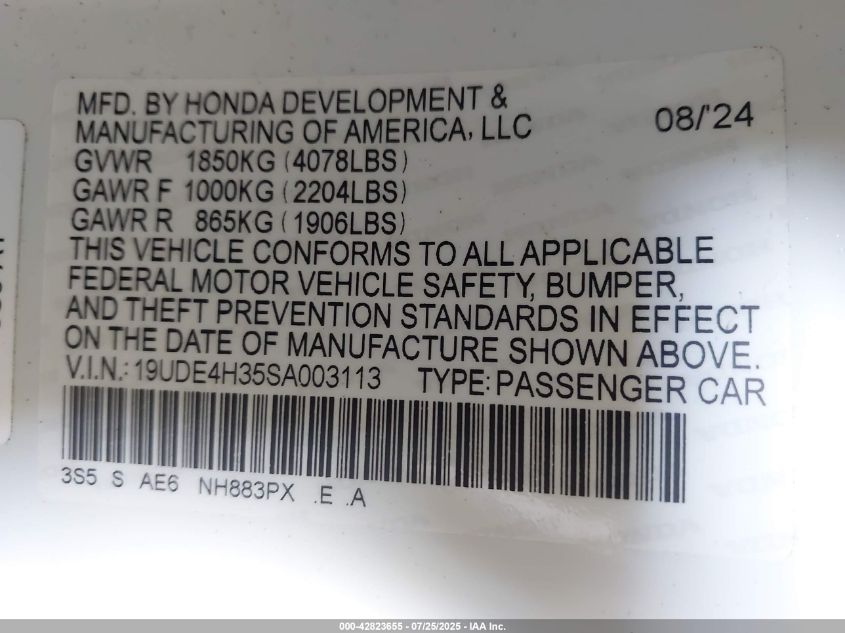 MFD. BY HONDA DEVELOPMENT &
MANUFACTURING OF AMERICA, LLC 08/'24
GVWR 1850KG (4078LBS)
GAWR F 1000KG (2204LBS)
GAWR R 865KG (1906LBS)
THIS VEHICLE CONFORMS TO ALL APPLICABLE
FEDERAL MOTOR VEHICLE SAFETY, BUMPER,
AND THEFT PREVENTION STANDARDS IN EFFECT
ON THE DATE OF MANUFACTURE SHOWN ABOVE.
V.I.N.: 19UDE4H35SA003113 TYPE: PASSENGER CAR
3S5 S AE6 NH883PX .E .A
000-42823655 - 07/25/2025 - IAA Inc.